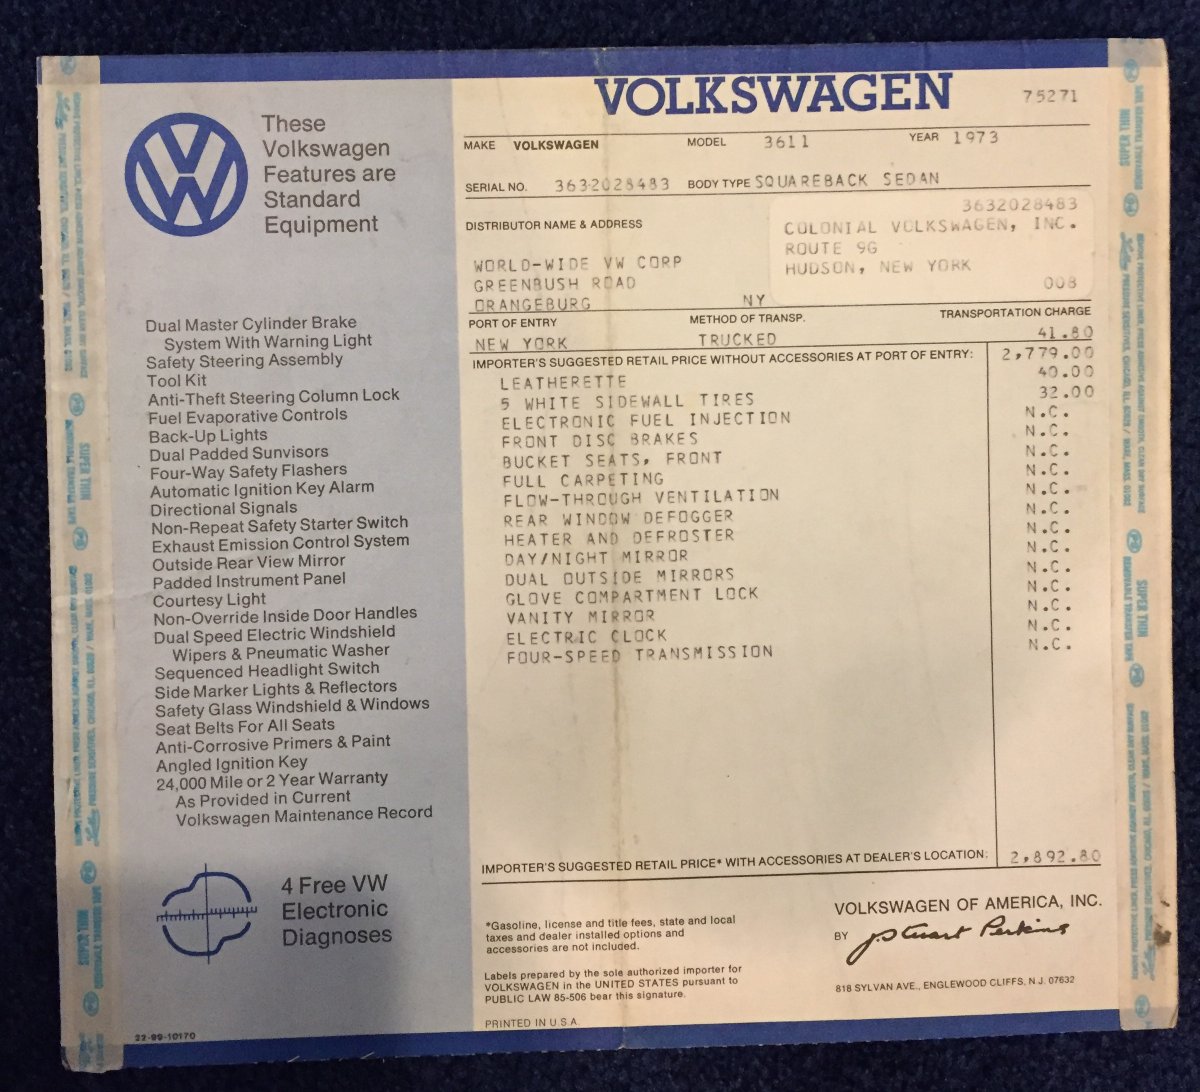 VOLKSWAGEN
75271
These
Volkswagen
Features are
Standard
Equipment
Dual Master Cylinder Brake
System With Warning Light
Safety Steering Assembly
Tool Kit
Anti-Theft Steering Column Lock
Fuel Evaporative Controls
Back-Up Lights
Dual Padded Sunvisors
Four-Way Safety Flashers
Automatic Ignition Key Alarm
Directional Signals
Non-Repeat Safety Starter Switch
Exhaust Emission Control System
Outside Rear View Mirror
Padded Instrument Panel
Courtesy Light
Non-Override Inside Door Handles
Dual Speed Electric Windshield
Wipers & Pneumatic Washer
Sequenced Headlight Switch
Side Marker Lights & Reflectors
Safety Glass Windshield & Windows
Seat Belts For All Seats
Anti-Corrosive Primers & Paint
Angled Ignition Key
24,000 Mile or 2 Year Warranty
As Provided in Current
Volkswagen Maintenance Record
4 Free VW
Electronic
Diagnoses
22-99-10170
MAKE VOLKSWAGEN MODEL 3611 YEAR 1973
SERIAL NO. 3632028483 BODY TYPE SQUAREBACK SEDAN
DISTRIBUTOR NAME & ADDRESS
WORLD-WIDE VW CORP
GREENBUSH ROAD
ORANGEBURG NY
3632028483
COLONIAL VOLKSWAGEN, INC.
ROUTE 9G
HUDSON, NEW YORK
008
PORT OF ENTRY METHOD OF TRANSP. TRANSPORTATION CHARGE
NEW YORK TRUCKED 41.80
IMPORTER'S SUGGESTED RETAIL PRICE WITHOUT ACCESSORIES AT PORT OF ENTRY: 2,779.00
LEATHERETTE 40.00
5 WHITE SIDEWALL TIRES 32.00
ELECTRONIC FUEL INJECTION N.C.
FRONT DISC BRAKES N.C.
BUCKET SEATS, FRONT N.C.
FULL CARPETING N.C.
FLOW-THROUGH VENTILATION N.C.
REAR WINDOW DEFOGGER N.C.
HEATER AND DEFROSTER N.C.
DAY/NIGHT MIRROR N.C.
DUAL OUTSIDE MIRRORS N.C.
GLOVE COMPARTMENT LOCK N.C.
VANITY MIRROR N.C.
ELECTRIC CLOCK N.C.
FOUR-SPEED TRANSMISSION N.C.
IMPORTER'S SUGGESTED RETAIL PRICE* WITH ACCESSORIES AT DEALER'S LOCATION: 2,892.80
*Gasoline, license and title fees, state and local
taxes and dealer installed options and
accessories are not included.
Labels prepared by the sole authorized importer for
VOLKSWAGEN in the UNITED STATES pursuant to
PUBLIC LAW 85-506 bear this signature.
PRINTED IN U.S.A.
VOLKSWAGEN OF AMERICA, INC.
BY J. Stuart Perkins
818 SYLVAN AVE., ENGLEWOOD CLIFFS, N.J. 07632
SUPER THIN
SUPER THIN
SUPER THIN
SUPER THIN